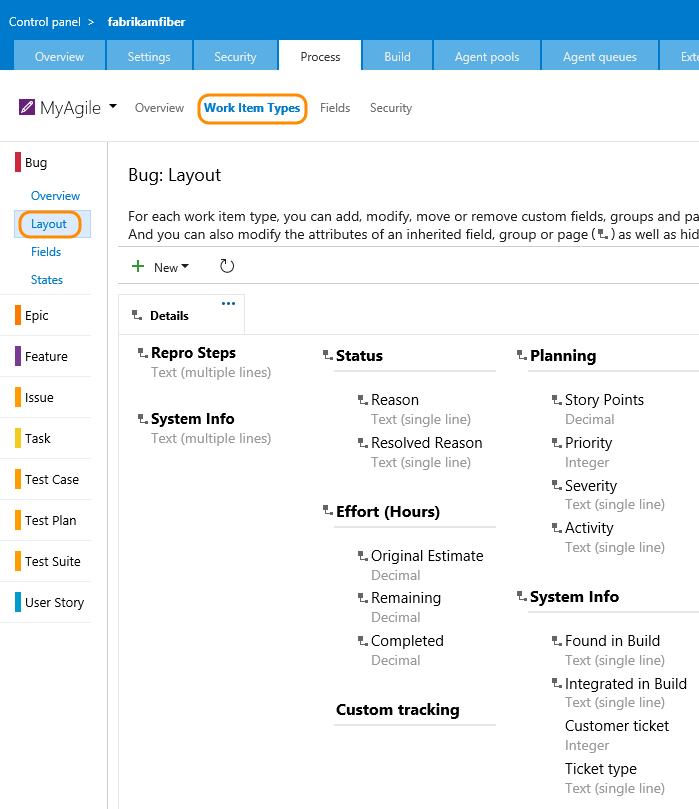 Control panel > fabrikamfiber
Overview Settings Security Process Build Agent pools Agent queues
MyAgile Overview Work Item Types Fields Security
Bug
Overview
Layout
Fields
States
Epic
Feature
Issue
Task
Test Case
Test Plan
Test Suite
User Story
Bug: Layout
For each work item type, you can add, modify, move or remove custom fields, groups and
And you can also modify the attributes of an inherited field, group or page ( ) as well as
New
Details
Repro Steps
Text (multiple lines)
System Info
Text (multiple lines)
Status
Reason
Text (single line)
Resolved Reason
Text (single line)
Effort (Hours)
Original Estimate
Decimal
Remaining
Decimal
Completed
Decimal
Custom tracking
Planning
Story Points
Decimal
Priority
Integer
Severity
Text (single line)
Activity
Text (single line)
System Info
Found in Build
Text (single line)
Integrated in Build
Text (single line)
Customer ticket
Integer
Ticket type
Text (single line)